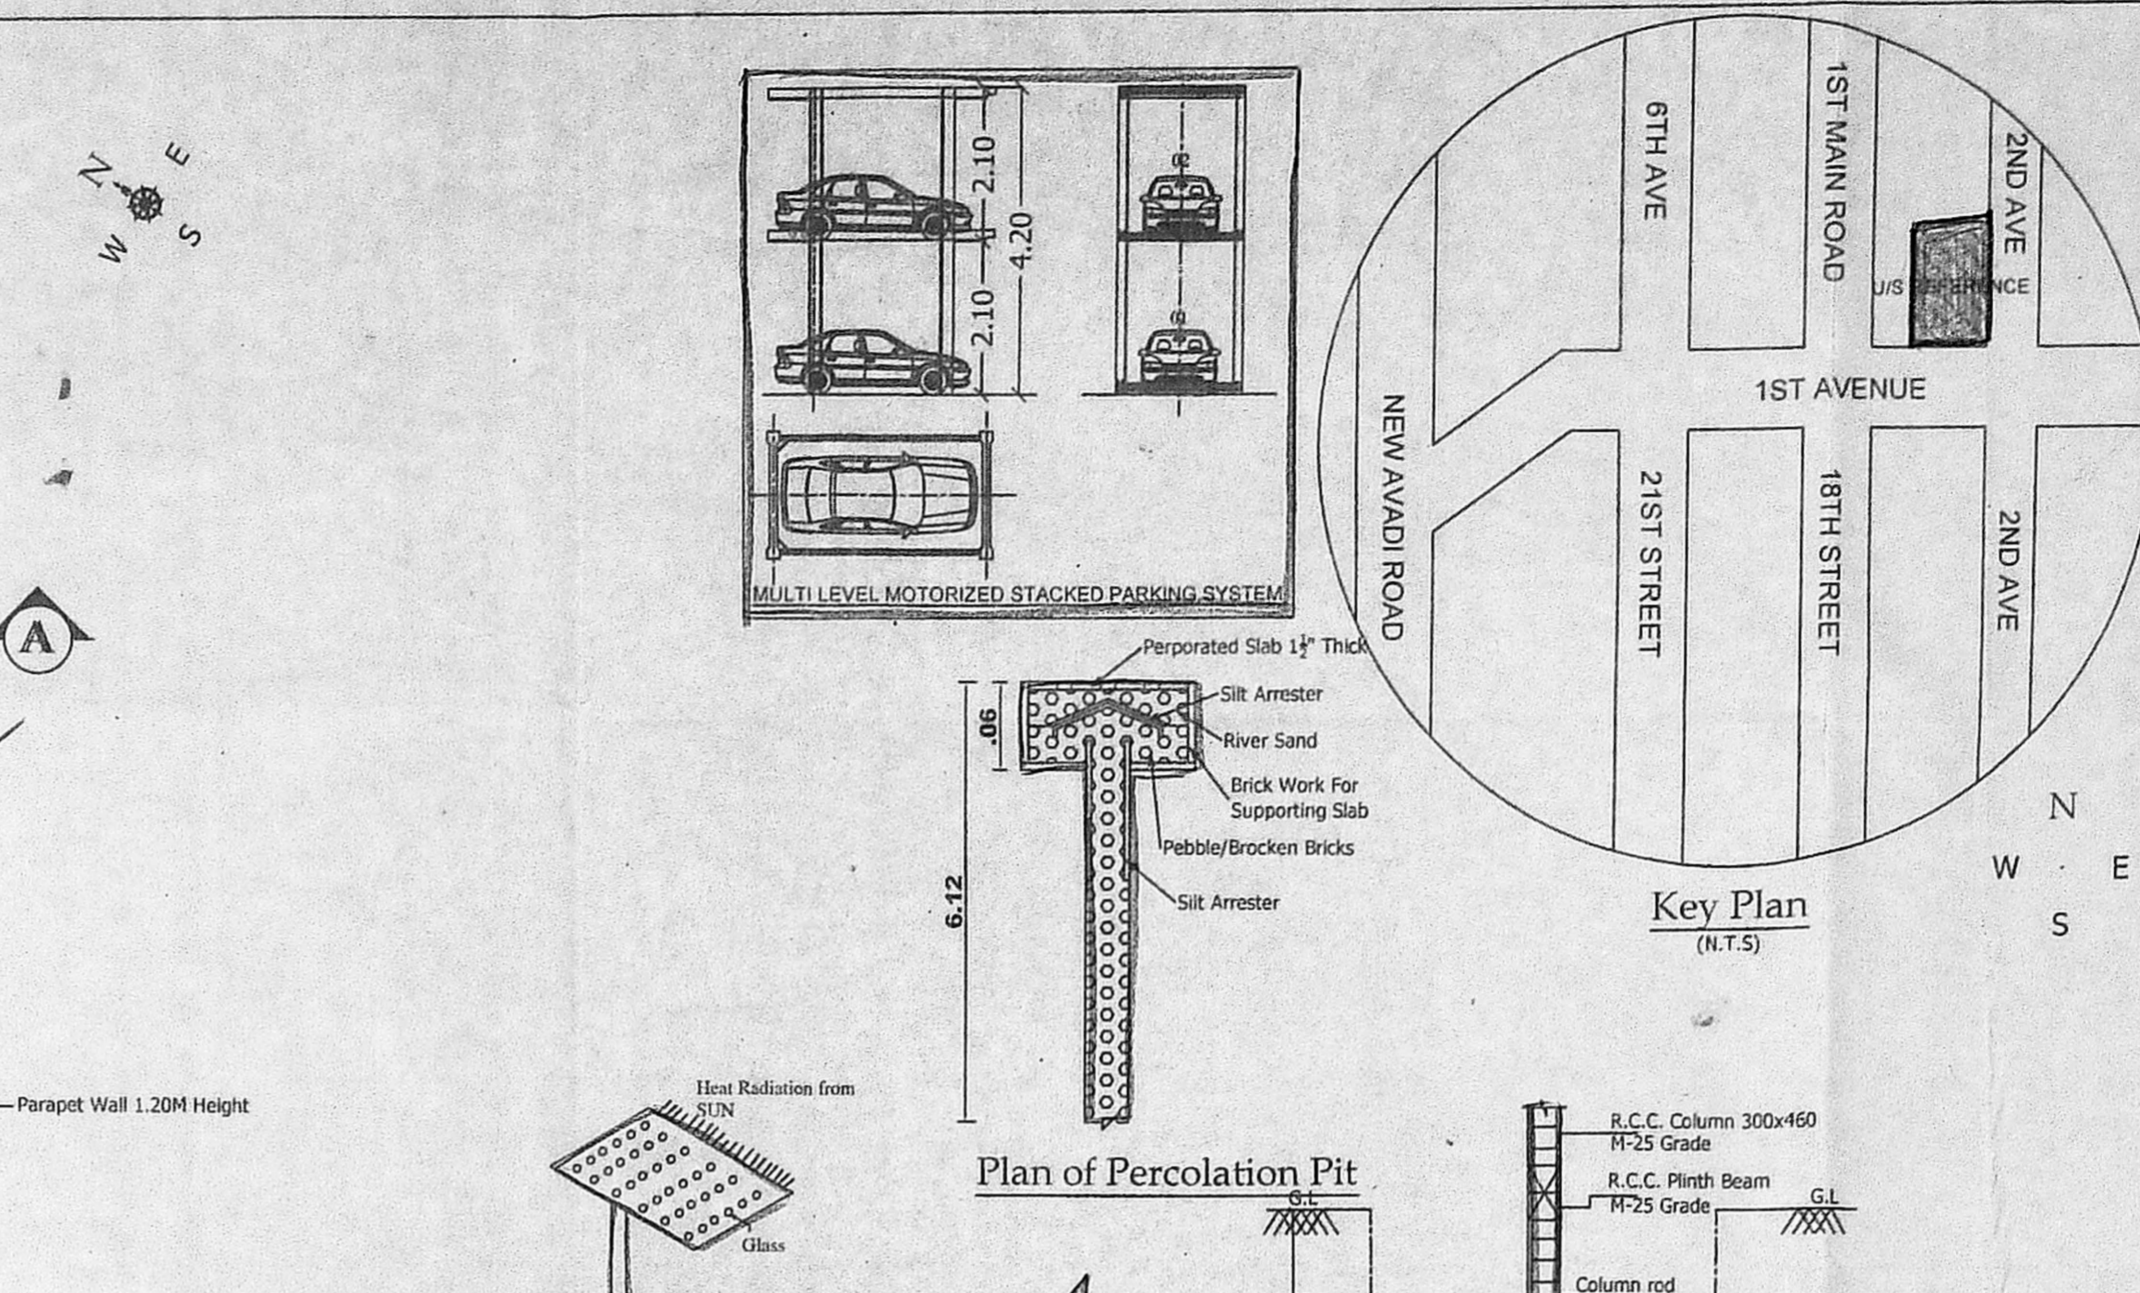 N
E
W
S
2.10
4.20
2.10
02
MULTI LEVEL MOTORIZED STACKED PARKING SYSTEM
6TH AVE
1ST MAIN ROAD
2ND AVE
U/S REFERENCE
1ST AVENUE
NEW AVADI ROAD
21ST STREET
18TH STREET
2ND AVE
Key Plan
(N.T.S)
N
W
E
S
A
Perporated Slab 1½" Thick
Silt Arrester
.06
River Sand
Brick Work For
Supporting Slab
Pebble/Brocken Bricks
6.12
Silt Arrester
Plan of Percolation Pit
Parapet Wall 1.20M Height
Heat Radiation from
SUN
Glass
G.L
R.C.C. Column 300x460
M-25 Grade
R.C.C. Plinth Beam
M-25 Grade
G.L
Column rod